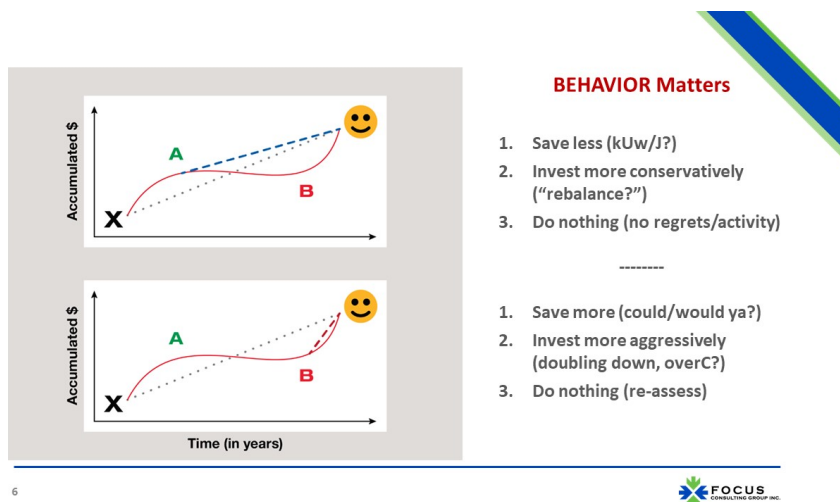 BEHAVIOR Matters
Accumulated $
A
B
X
Accumulated $
A
B
X
Time (in years)
1. Save less (kUw/J?)
2. Invest more conservatively
("rebalance?")
3. Do nothing (no regrets/activity)
--------
1. Save more (could/would ya?)
2. Invest more aggressively
(doubling down, overC?)
3. Do nothing (re-assess)
6
FOCUS
CONSULTING GROUP INC.